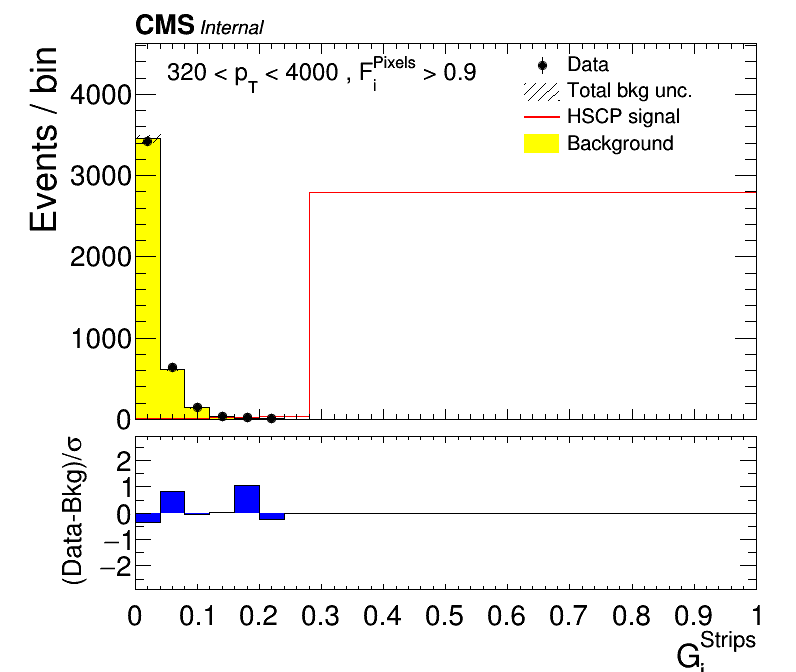 CMS Internal
320 < p_T < 4000 , F_i^Pixels > 0.9
Data
Total bkg unc.
HSCP signal
Background
Events / bin
4000
3000
2000
1000
0
(Data-Bkg)/σ
2
1
0
−1
−2
0 0.1 0.2 0.3 0.4 0.5 0.6 0.7 0.8 0.9 1
G_i^Strips